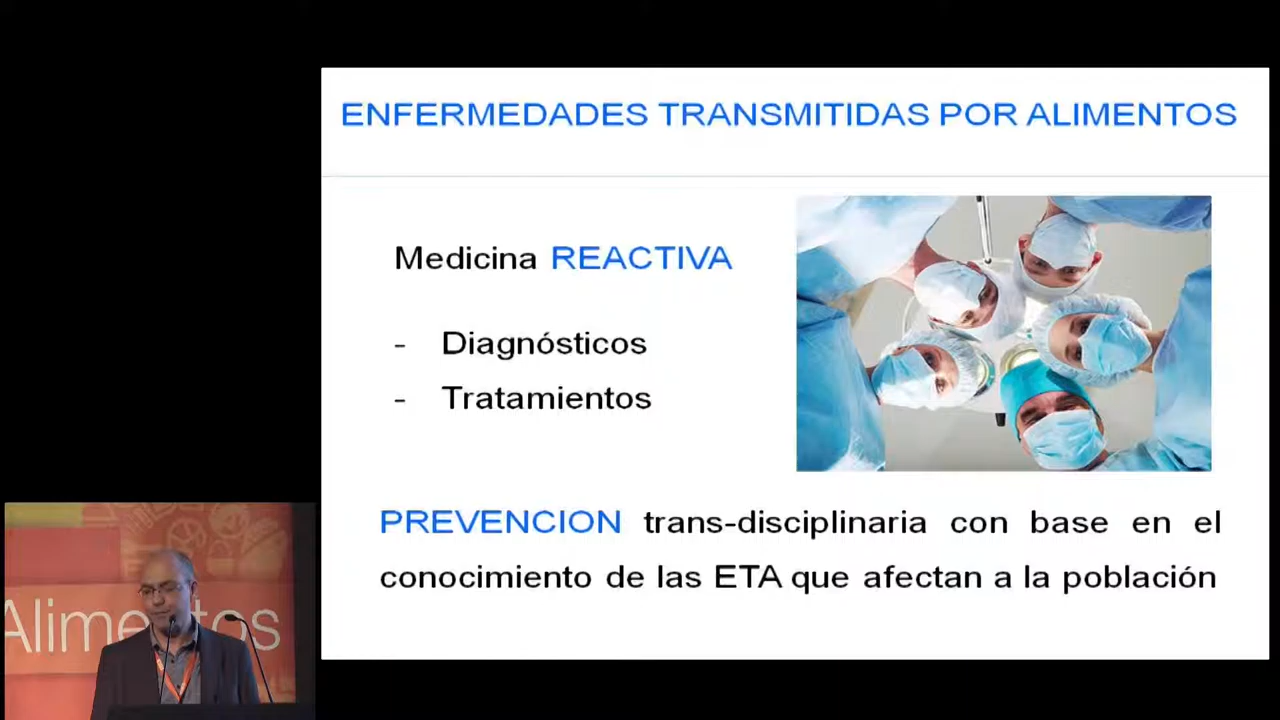 ENFERMEDADES TRANSMITIDAS POR ALIMENTOS
Medicina REACTIVA
- Diagnósticos
- Tratamientos
PREVENCION trans-disciplinaria con base en el
conocimiento de las ETA que afectan a la población
Alimentos